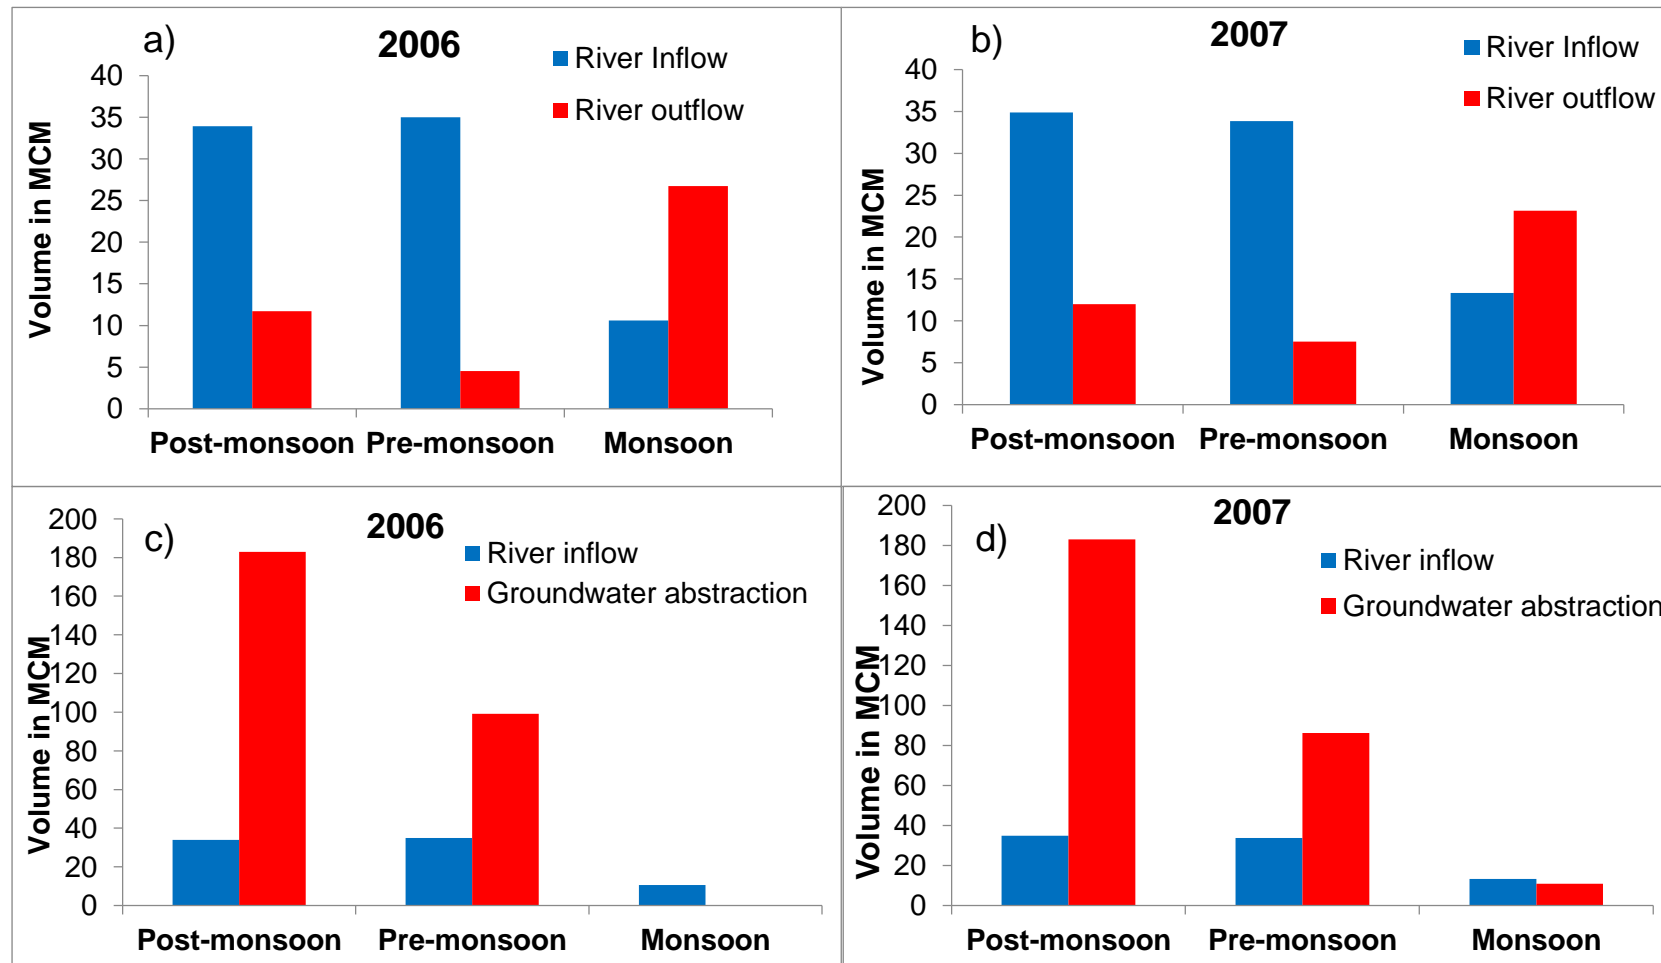 a)
2006
River Inflow
River outflow
Volume in MCM
40
35
30
25
20
15
10
5
0
Post-monsoon Pre-monsoon Monsoon
b)
2007
River Inflow
River outflow
Volume in MCM
40
35
30
25
20
15
10
5
0
Post-monsoon Pre-monsoon Monsoon
c)
2006
River inflow
Groundwater abstraction
Volume in MCM
200
180
160
140
120
100
80
60
40
20
0
Post-monsoon Pre-monsoon Monsoon
d)
2007
River inflow
Groundwater abstraction
Volume in MCM
200
180
160
140
120
100
80
60
40
20
0
Post-monsoon Pre-monsoon Monsoon